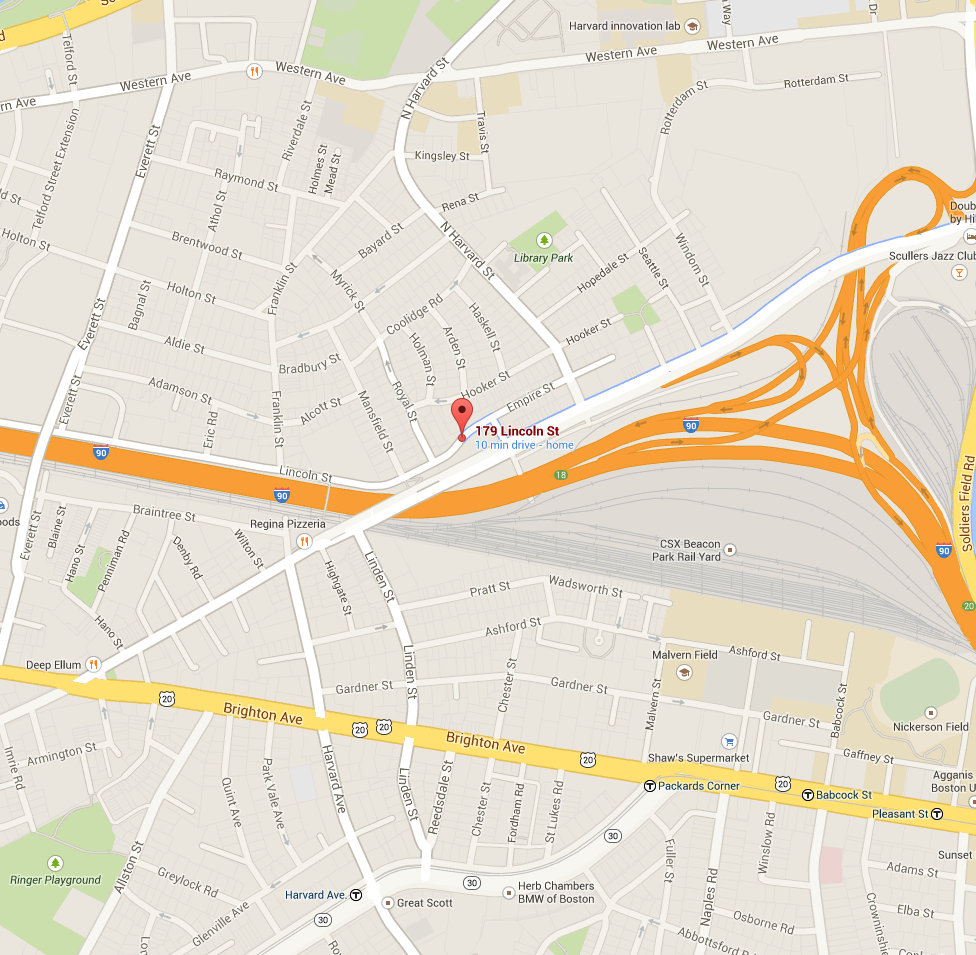 Harvard innovation lab
Western Ave
Western Ave
Telford St
Western Ave
Western Ave
Rotterdam St
Rotterdam St
N Harvard St
Travis St
Kingsley St
Everett St
Riverdale St
Telford Street Extension
Raymond St
Holmes St
Mead St
Athol St
Rena St
Bayard St
N Harvard St
Holton St
Brentwood St
Library Park
Hopedale St
Seattle St
Windom St
Scullers Jazz Club
Franklin St
Myrick St
Holton St
Bagnal St
Everett St
Coolidge Rd
Haskell St
Arden St
Holman St
Hooker St
Aldie St
Bradbury St
Adamson St
Alcott St
Mansfield St
Royal St
Hooker St
Empire St
Everett St
Eric Rd
Franklin St
179 Lincoln St
10 min drive - home
90
90
90
18
Lincoln St
Soldiers Field Rd
Braintree St
Regina Pizzeria
Everett St
Blaine St
Hano St
Penniman Rd
Denby Rd
Wilton St
CSX Beacon
Park Rail Yard
90
20
Highgate St
Linden St
Pratt St
Wadsworth St
Hano St
Ashford St
Ashford St
Deep Ellum
Linden St
Chester St
Malvern Field
Gardner St
Gardner St
Malvern St
Gardner St
Babcock St
Nickerson Field
20
Brighton Ave
20
20
Brighton Ave
20
Shaw's Supermarket
Gaffney St
Armington St
Imrie Rd
Quint Ave
Park Vale Ave
Harvard Ave
Linden St
Reedsdale St
Chester St
Fordham Rd
St Lukes Rd
Packards Corner
20
Babcock St
Agganis
Pleasant St
Ringer Playground
Allston St
30
Fuller St
Winslow Rd
Naples Rd
Sunset
Adams St
Greylock Rd
Harvard Ave.
30
Great Scott
Herb Chambers
BMW of Boston
Glenville Ave
30
Osborne Rd
Elba St